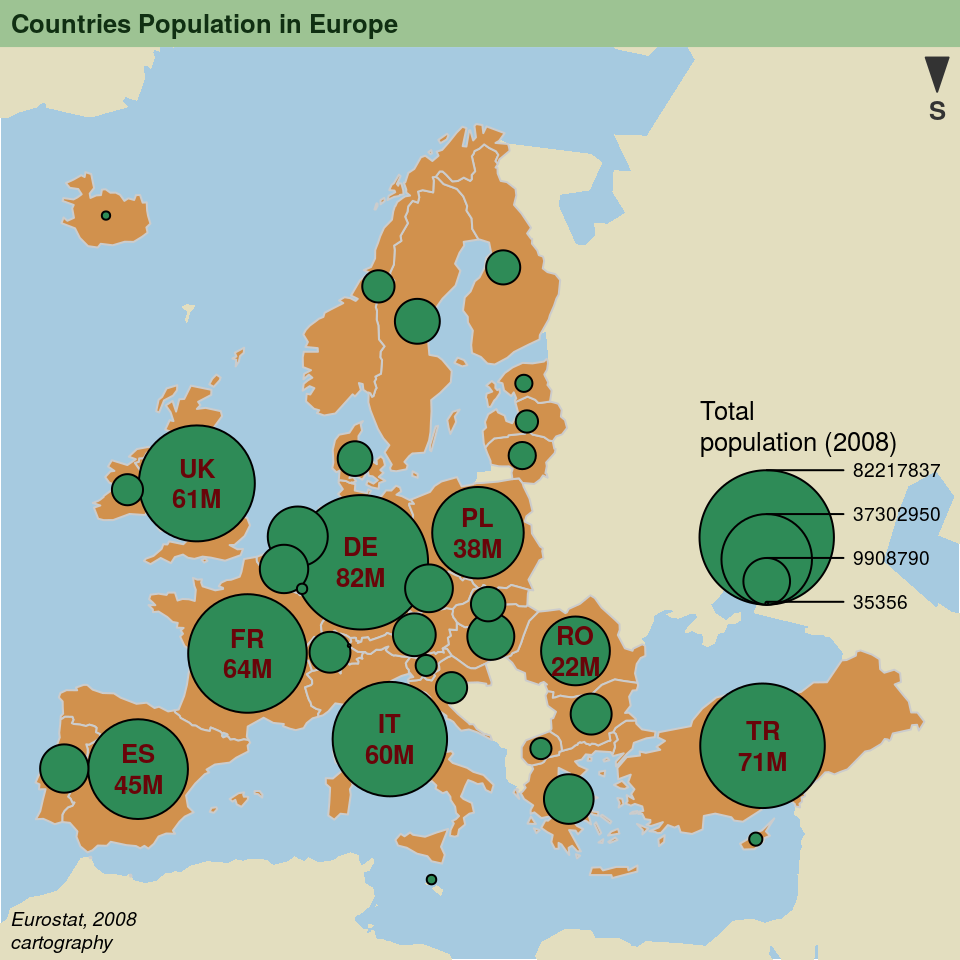 Countries Population in Europe
S
Total
population (2008)
82217837
37302950
9908790
35356
UK
61M
PL
38M
DE
82M
FR
64M
RO
22M
IT
60M
TR
71M
ES
45M
Eurostat, 2008
cartography